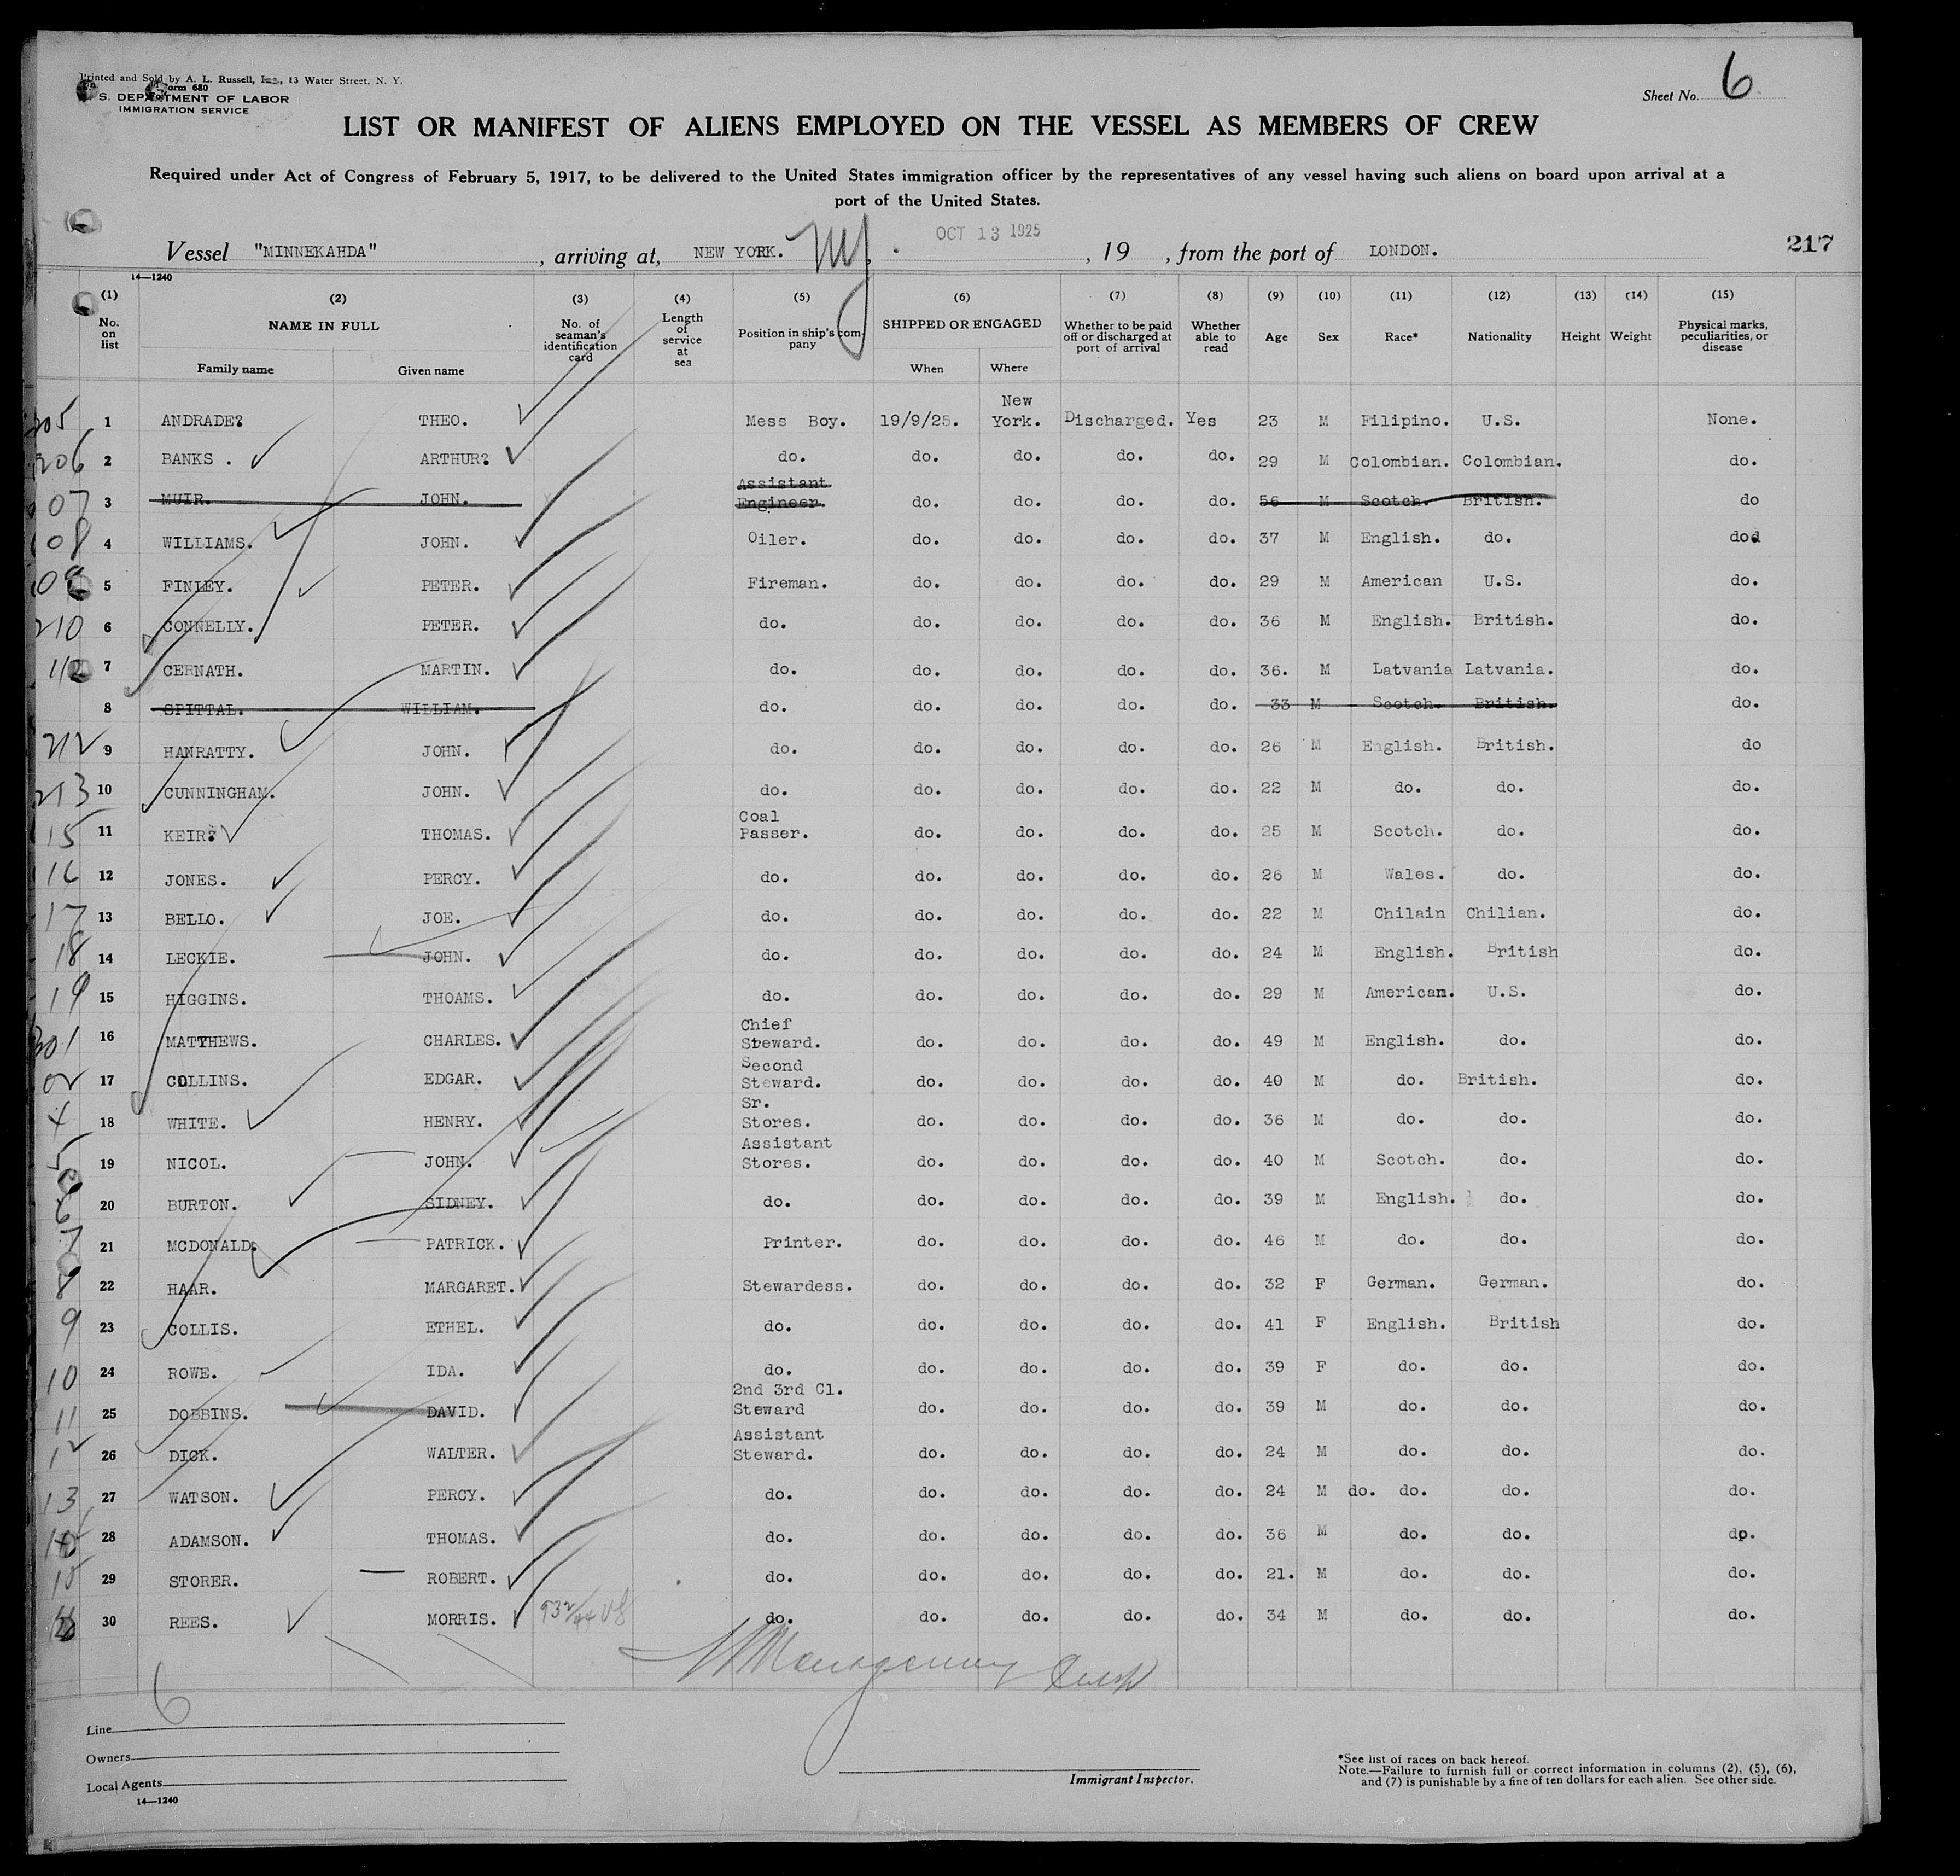 Printed and Sold by A. L. Russell, Inc., 13 Water Street, N. Y.
Form 680
U. S. DEPARTMENT OF LABOR
IMMIGRATION SERVICE
Sheet No. 6
LIST OR MANIFEST OF ALIENS EMPLOYED ON THE VESSEL AS MEMBERS OF CREW
Required under Act of Congress of February 5, 1917, to be delivered to the United States immigration officer by the representatives of any vessel having such aliens on board upon arrival at a
port of the United States.
Vessel "MINNEKAHDA" , arriving at, NEW YORK. OCT 13 1925 , 19 , from the port of LONDON. 217
14—1240
(1) No. on list (2) NAME IN FULL Family name Given name (3) No. of seaman's identification card (4) Length of service at sea (5) Position in ship's company (6) SHIPPED OR ENGAGED When Where (7) Whether to be paid off or discharged at port of arrival (8) Whether able to read (9) Age (10) Sex (11) Race* (12) Nationality (13) Height (14) Weight (15) Physical marks, peculiarities, or disease
205 1 ANDRADE? THEO. Mess Boy. 19/9/25. New York. Discharged. Yes 23 M Filipino. U.S. None.
206 2 BANKS . ARTHUR? do. do. do. do. do. 29 M Colombian. Colombian. do.
07 3 MUIR. JOHN. Assistant Engineer. do. do. do. do. 56 M Scotch. British. do
08 4 WILLIAMS. JOHN. Oiler. do. do. do. do. 37 M English. do. do
5 FINLEY. PETER. Fireman. do. do. do. do. 29 M American U.S. do.
210 6 CONNELLY. PETER. do. do. do. do. do. 36 M English. British. do.
7 CERNATH. MARTIN. do. do. do. do. do. 36. M Latvania Latvania. do.
8 SPITTAL. WILLIAM. do. do. do. do. do. 33 M Scotch. British. do.
212 9 HANRATTY. JOHN. do. do. do. do. do. 26 M English. British. do
213 10 CUNNINGHAM. JOHN. do. do. do. do. do. 22 M do. do. do.
15 11 KEIR? THOMAS. Coal Passer. do. do. do. do. 25 M Scotch. do. do.
16 12 JONES. PERCY. do. do. do. do. do. 26 M Wales. do. do.
17 13 BELLO. JOE. do. do. do. do. do. 22 M Chilain Chilian. do.
18 14 LECKIE. JOHN. do. do. do. do. do. 24 M English. British do.
19 15 HIGGINS. THOAMS. do. do. do. do. do. 29 M American. U.S. do.
301 16 MATTHEWS. CHARLES. Chief Steward. do. do. do. do. 49 M English. do. do.
02 17 COLLINS. EDGAR. Second Steward. do. do. do. do. 40 M do. British. do.
4 18 WHITE. HENRY. Sr. Stores. do. do. do. do. 36 M do. do. do.
5 19 NICOL. JOHN. Assistant Stores. do. do. do. do. 40 M Scotch. do. do.
6 20 BURTON. SIDNEY. do. do. do. do. do. 39 M English. do. do.
7 21 MCDONALD. PATRICK. Printer. do. do. do. do. 46 M do. do. do.
8 22 HAAR. MARGARET. Stewardess. do. do. do. do. 32 F German. German. do.
9 23 COLLIS. ETHEL. do. do. do. do. do. 41 F English. British do.
10 24 ROWE. IDA. do. do. do. do. do. 39 F do. do. do.
11 25 DOBBINS. DAVID. 2nd 3rd Cl. Steward do. do. do. do. 39 M do. do. do.
12 26 DICK. WALTER. Assistant Steward. do. do. do. do. 24 M do. do. do.
13 27 WATSON. PERCY. do. do. do. do. do. 24 M do. do. do. do.
28 ADAMSON. THOMAS. do. do. do. do. do. 36 M do. do. dp.
15 29 STORER. ROBERT. do. do. do. do. do. 21. M do. do. do.
30 REES. MORRIS. do. do. do. do. do. 34 M do. do. do.
6
Line
Owners
Local Agents
14—1240
Immigrant Inspector.
*See list of races on back hereof.
Note.—Failure to furnish full or correct information in columns (2), (5), (6),
and (7) is punishable by a fine of ten dollars for each alien. See other side.